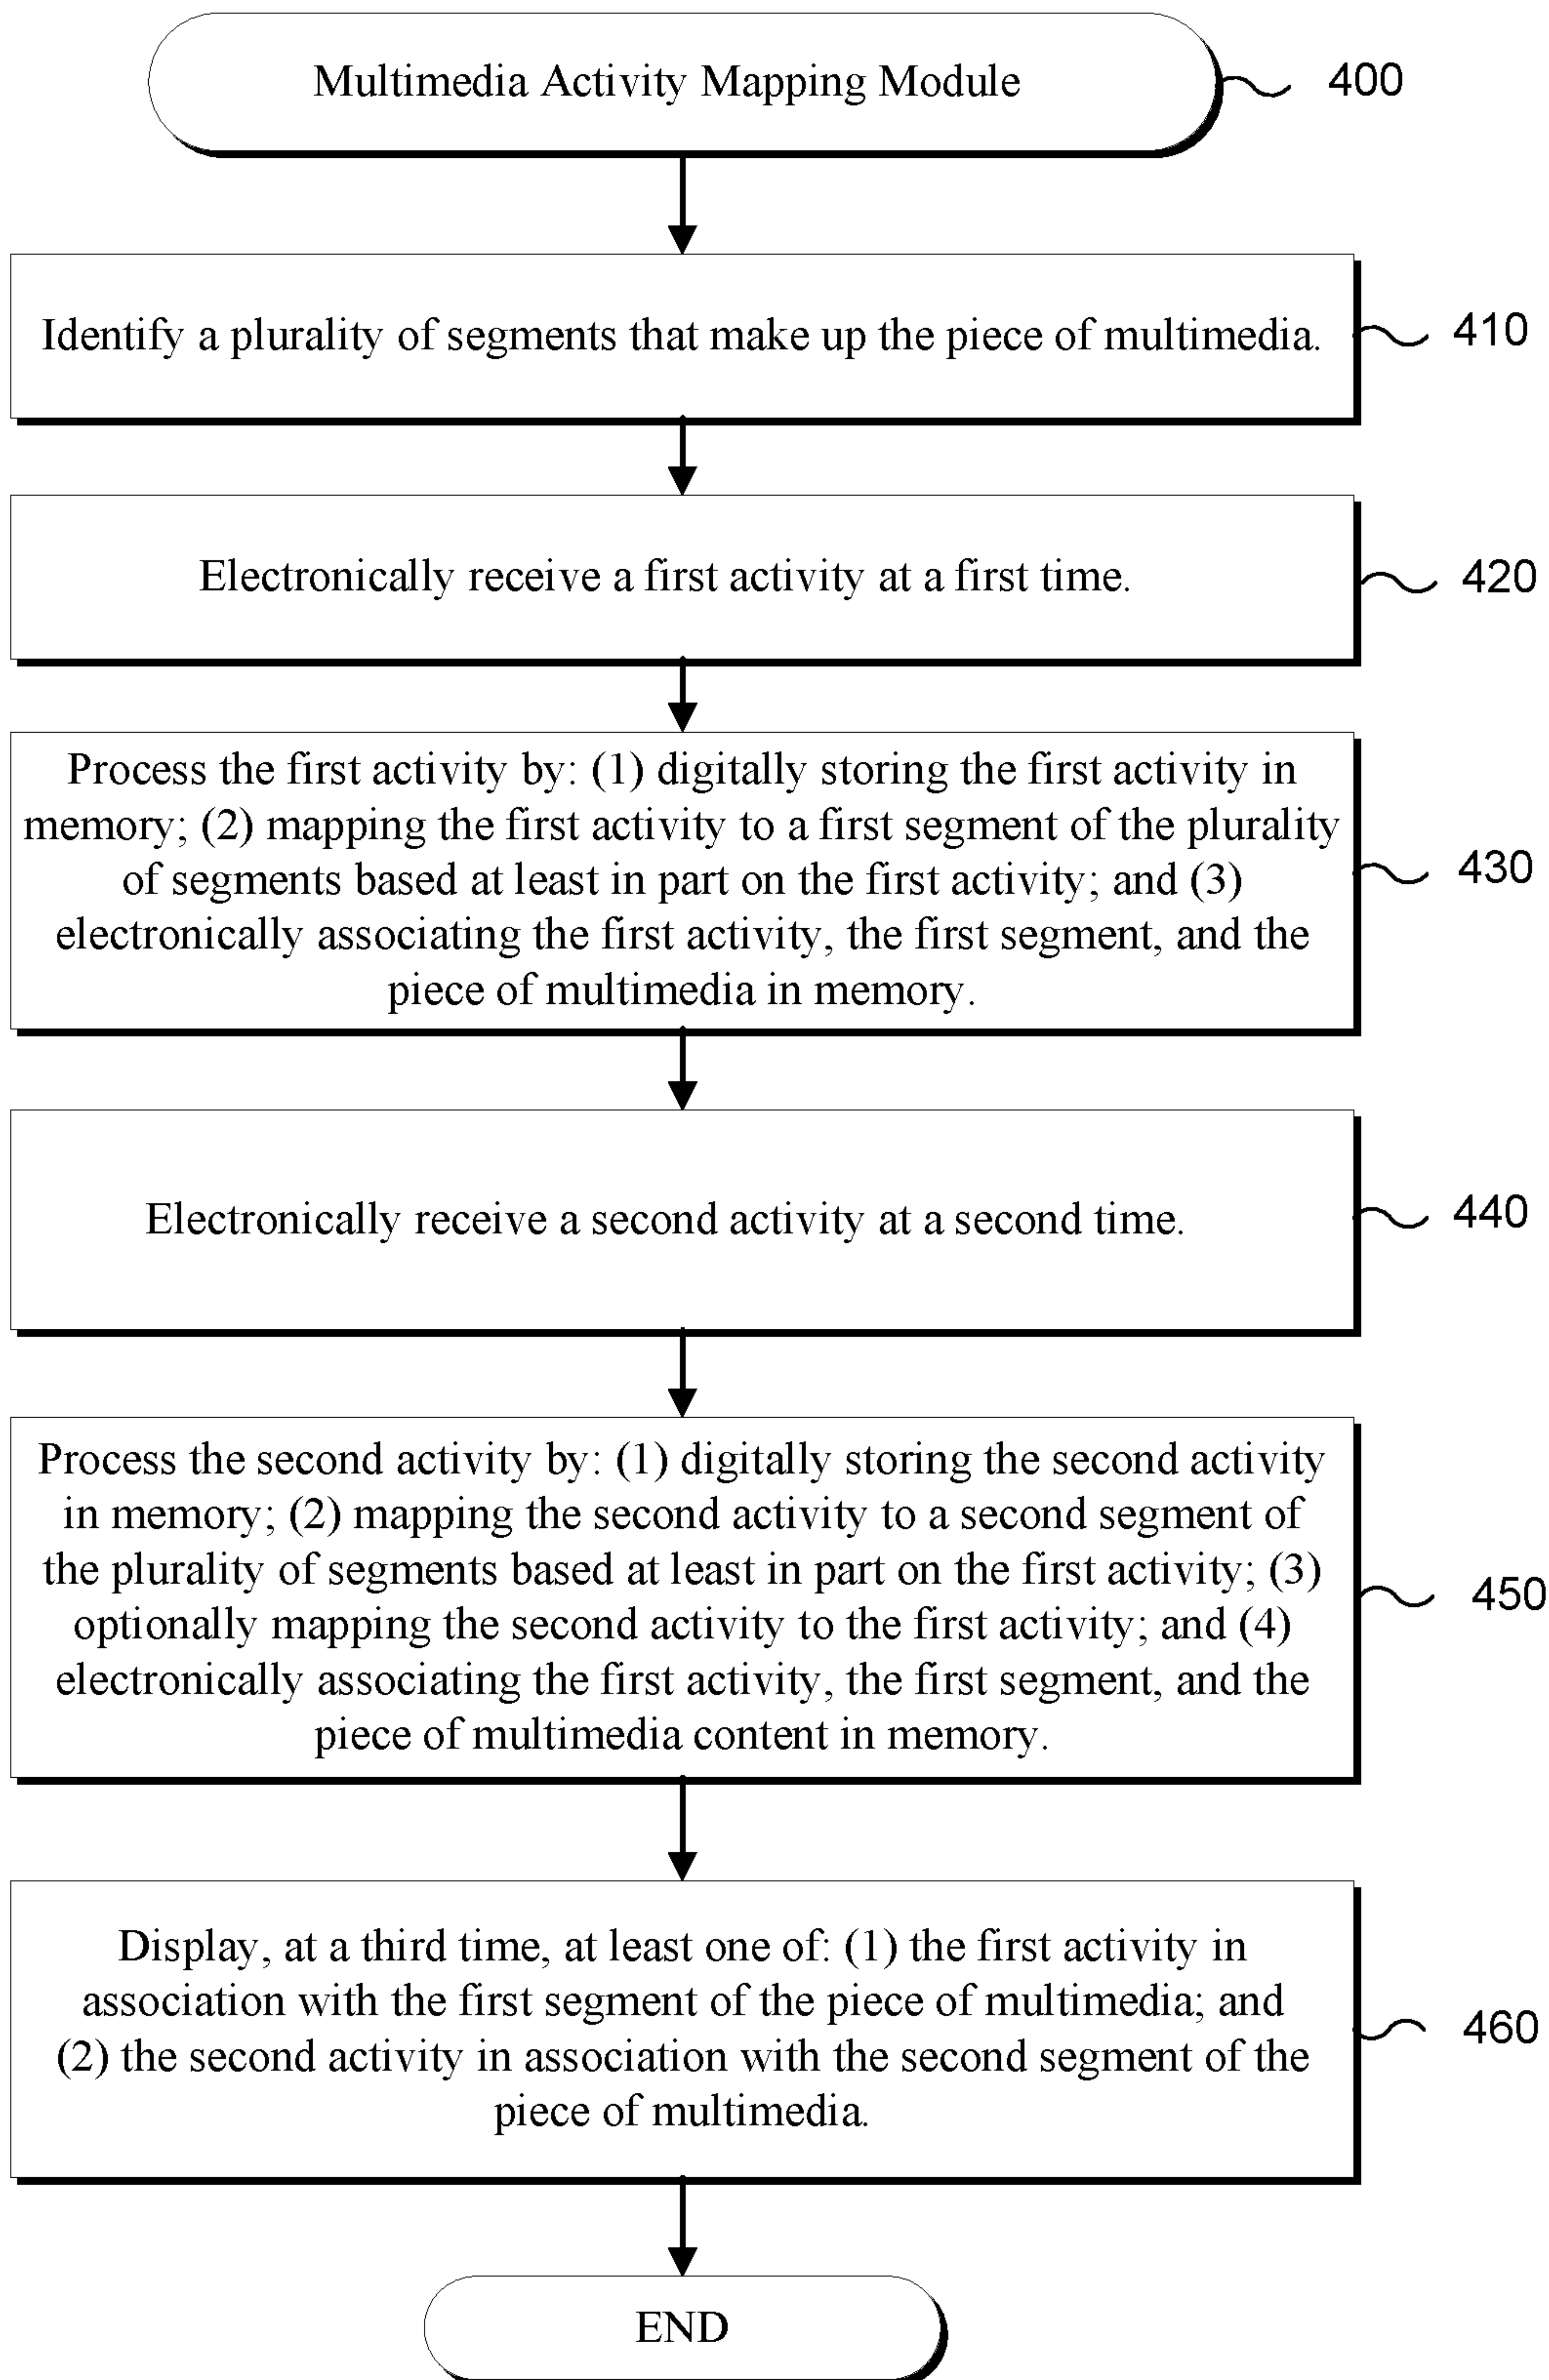 Multimedia Activity Mapping Module
400
Identify a plurality of segments that make up the piece of multimedia.
410
Electronically receive a first activity at a first time.
420
Process the first activity by: (1) digitally storing the first activity in
memory; (2) mapping the first activity to a first segment of the plurality
of segments based at least in part on the first activity; and (3)
electronically associating the first activity, the first segment, and the
piece of multimedia in memory.
430
Electronically receive a second activity at a second time.
440
Process the second activity by: (1) digitally storing the second activity
in memory; (2) mapping the second activity to a second segment of
the plurality of segments based at least in part on the first activity; (3)
optionally mapping the second activity to the first activity; and (4)
electronically associating the first activity, the first segment, and the
piece of multimedia content in memory.
450
Display, at a third time, at least one of: (1) the first activity in
association with the first segment of the piece of multimedia; and
(2) the second activity in association with the second segment of the
piece of multimedia.
460
END